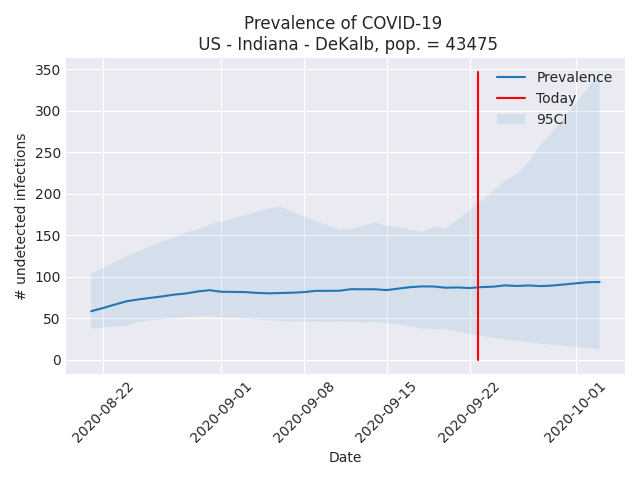 Prevalence of COVID-19
US - Indiana - DeKalb, pop. = 43475
350
300
250
200
150
100
50
0
# undetected infections
Prevalence
Today
95CI
2020-08-22
2020-09-01
2020-09-08
2020-09-15
2020-09-22
2020-10-01
Date